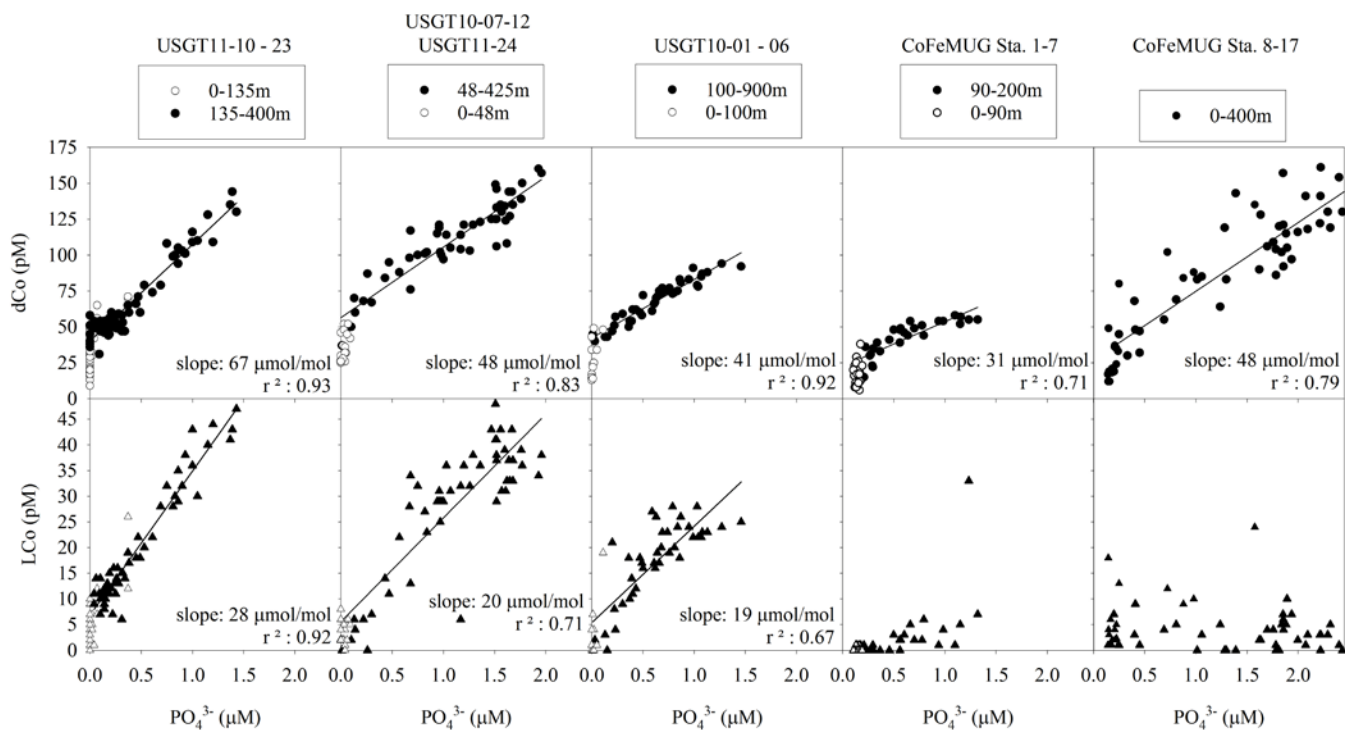 USGT11-10 - 23
USGT10-07-12
USGT11-24
USGT10-01 - 06
CoFeMUG Sta. 1-7
CoFeMUG Sta. 8-17
0-135m
135-400m
48-425m
0-48m
100-900m
0-100m
90-200m
0-90m
0-400m
dCo (pM)
175
150
125
100
75
50
25
0
slope: 67 µmol/mol
r ² : 0.93
slope: 48 µmol/mol
r ² : 0.83
slope: 41 µmol/mol
r ² : 0.92
slope: 31 µmol/mol
r ² : 0.71
slope: 48 µmol/mol
r ² : 0.79
LCo (pM)
45
40
35
30
25
20
15
10
5
0
slope: 28 µmol/mol
r ² : 0.92
slope: 20 µmol/mol
r ² : 0.71
slope: 19 µmol/mol
r ² : 0.67
0.0 0.5 1.0 1.5 2.0 0.0 0.5 1.0 1.5 2.0 0.0 0.5 1.0 1.5 2.0 0.0 0.5 1.0 1.5 2.0 0.0 0.5 1.0 1.5 2.0
PO₄³⁻ (µM) PO₄³⁻ (µM) PO₄³⁻ (µM) PO₄³⁻ (µM) PO₄³⁻ (µM)